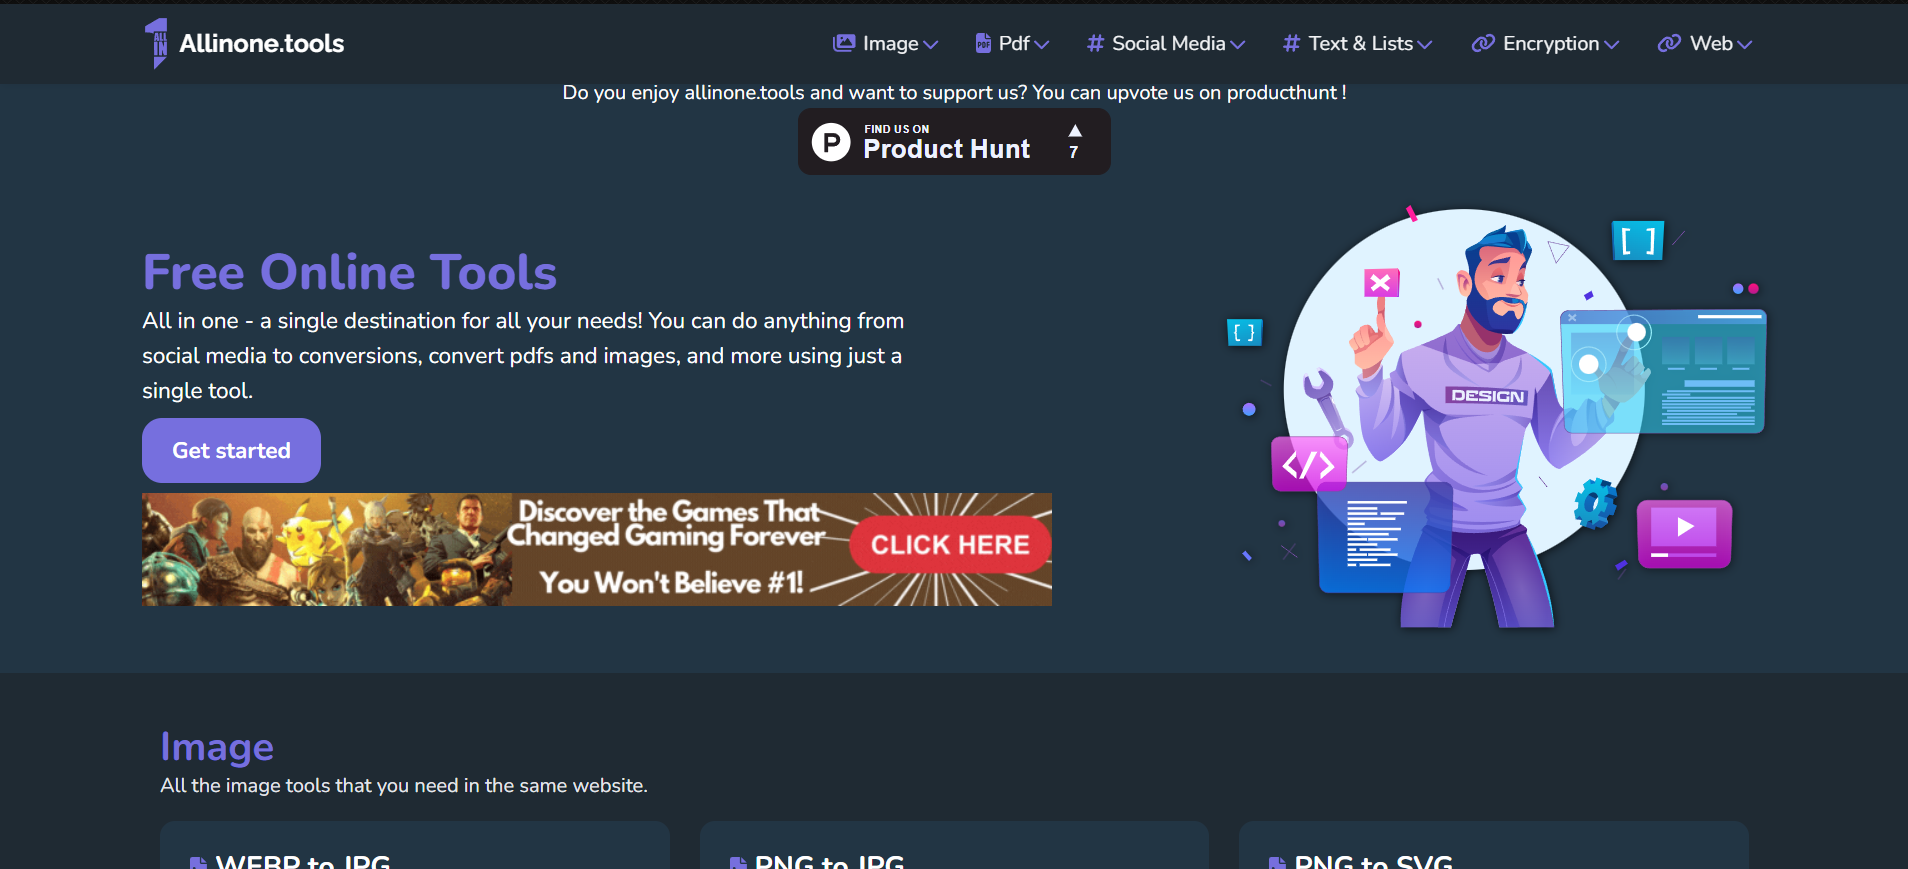 ALL
IN
Allinone.tools
Image
Pdf
Social Media
Text & Lists
Encryption
Web
Do you enjoy allinone.tools and want to support us? You can upvote us on producthunt !
P
FIND US ON
Product Hunt
7
Free Online Tools
All in one - a single destination for all your needs! You can do anything from
social media to conversions, convert pdfs and images, and more using just a
single tool.
Get started
Discover the Games That
Changed Gaming Forever
You Won't Believe #1!
CLICK HERE
[ ]
{ }
DESIGN
</>
Image
All the image tools that you need in the same website.
WEBP to JPG
PNG to JPG
PNG to SVG